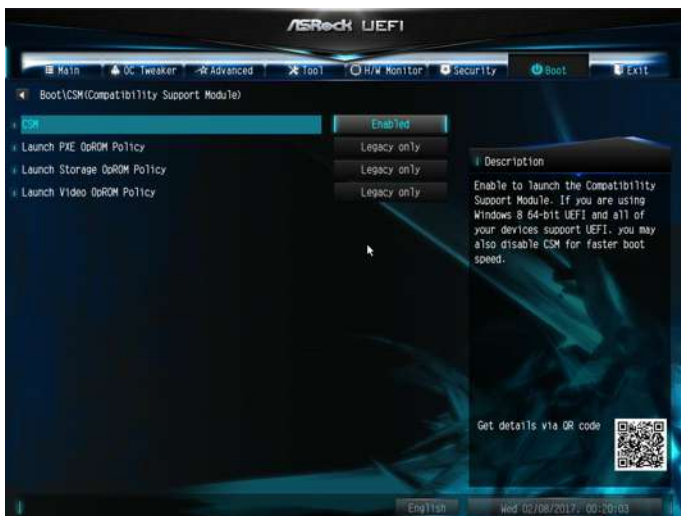 ASRock UEFI
Main OC Tweaker Advanced Tool H/W Monitor Security Boot Exit
Boot\CSM(Compatibility Support Module)
CSM Enabled
Launch PXE OpROM Policy Legacy only
Launch Storage OpROM Policy Legacy only
Launch Video OpROM Policy Legacy only
Description
Enable to launch the Compatibility
Support Module. If you are using
Windows 8 64-bit UEFI and all of
your devices support UEFI. you may
also disable CSM for faster boot
speed.
Get details via QR code
English Wed 02/08/2017, 00:20:03